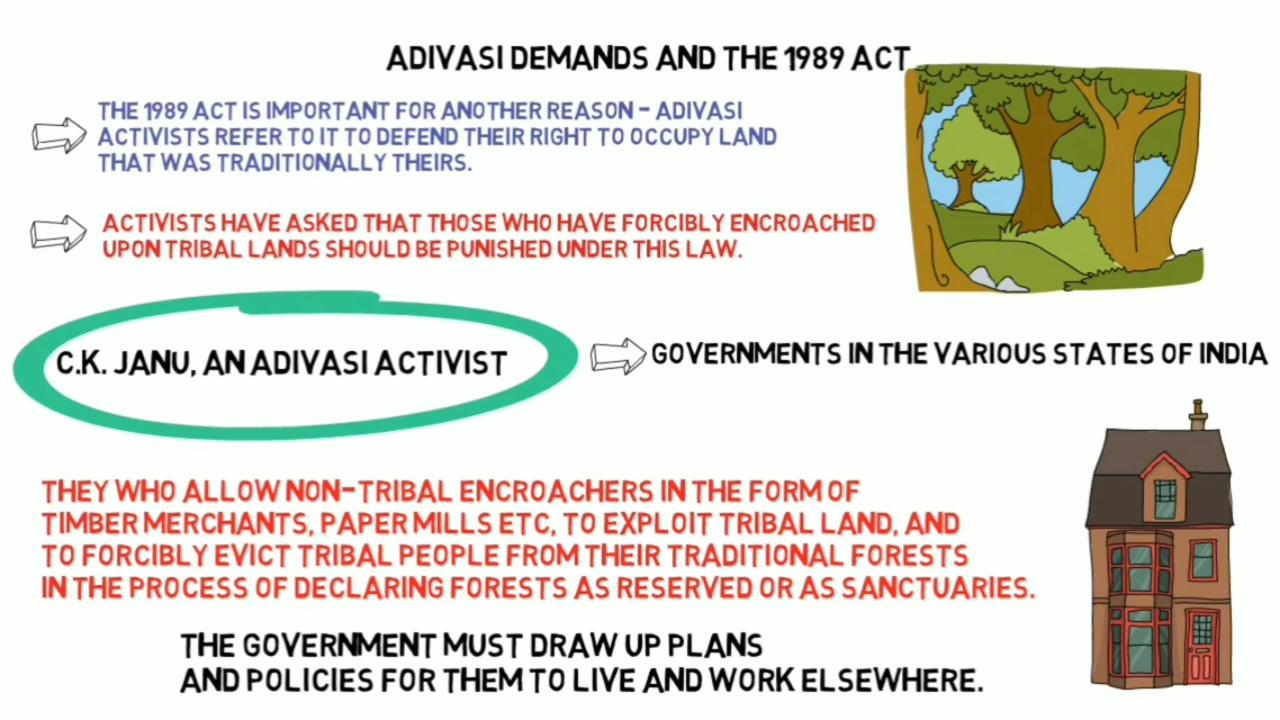 ADIVASI DEMANDS AND THE 1989 ACT
THE 1989 ACT IS IMPORTANT FOR ANOTHER REASON - ADIVASI
ACTIVISTS REFER TO IT TO DEFEND THEIR RIGHT TO OCCUPY LAND
THAT WAS TRADITIONALLY THEIRS.
ACTIVISTS HAVE ASKED THAT THOSE WHO HAVE FORCIBLY ENCROACHED
UPON TRIBAL LANDS SHOULD BE PUNISHED UNDER THIS LAW.
C.K. JANU, AN ADIVASI ACTIVIST
GOVERNMENTS IN THE VARIOUS STATES OF INDIA
THEY WHO ALLOW NON-TRIBAL ENCROACHERS IN THE FORM OF
TIMBER MERCHANTS, PAPER MILLS ETC, TO EXPLOIT TRIBAL LAND, AND
TO FORCIBLY EVICT TRIBAL PEOPLE FROM THEIR TRADITIONAL FORESTS
IN THE PROCESS OF DECLARING FORESTS AS RESERVED OR AS SANCTUARIES.
THE GOVERNMENT MUST DRAW UP PLANS
AND POLICIES FOR THEM TO LIVE AND WORK ELSEWHERE.